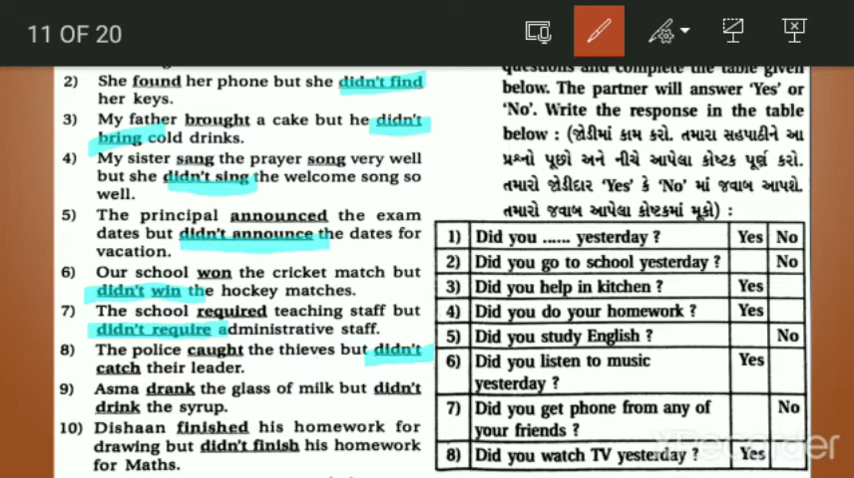 11 OF 20
2) She found her phone but she didn't find
her keys.
3) My father brought a cake but he didn't
bring cold drinks.
4) My sister sang the prayer song very well
but she didn't sing the welcome song so
well.
5) The principal announced the exam
dates but didn't announce the dates for
vacation.
6) Our school won the cricket match but
didn't win the hockey matches.
7) The school required teaching staff but
didn't require administrative staff.
8) The police caught the thieves but didn't
catch their leader.
9) Asma drank the glass of milk but didn't
drink the syrup.
10) Dishaan finished his homework for
drawing but didn't finish his homework
for Maths.
questions and complete the table given
below. The partner will answer 'Yes' or
'No'. Write the response in the table
below : (જોડીમાં કામ કરો. તમારા સહપાઠીને આ
પ્રશ્નો પૂછો અને નીચે આપેલા કોષ્ટક પૂર્ણ કરો.
તમારો જોડીદાર 'Yes' કે 'No' માં જવાબ આપશે.
તમારો જવાબ આપેલા કોષ્ટકમાં મૂકો) :
1) Did you ...... yesterday ? Yes No
2) Did you go to school yesterday ? No
3) Did you help in kitchen ? Yes
4) Did you do your homework ? Yes
5) Did you study English ? No
6) Did you listen to music Yes
yesterday ?
7) Did you get phone from any of No
your friends ?
8) Did you watch TV yesterday ? Yes
XRecorder